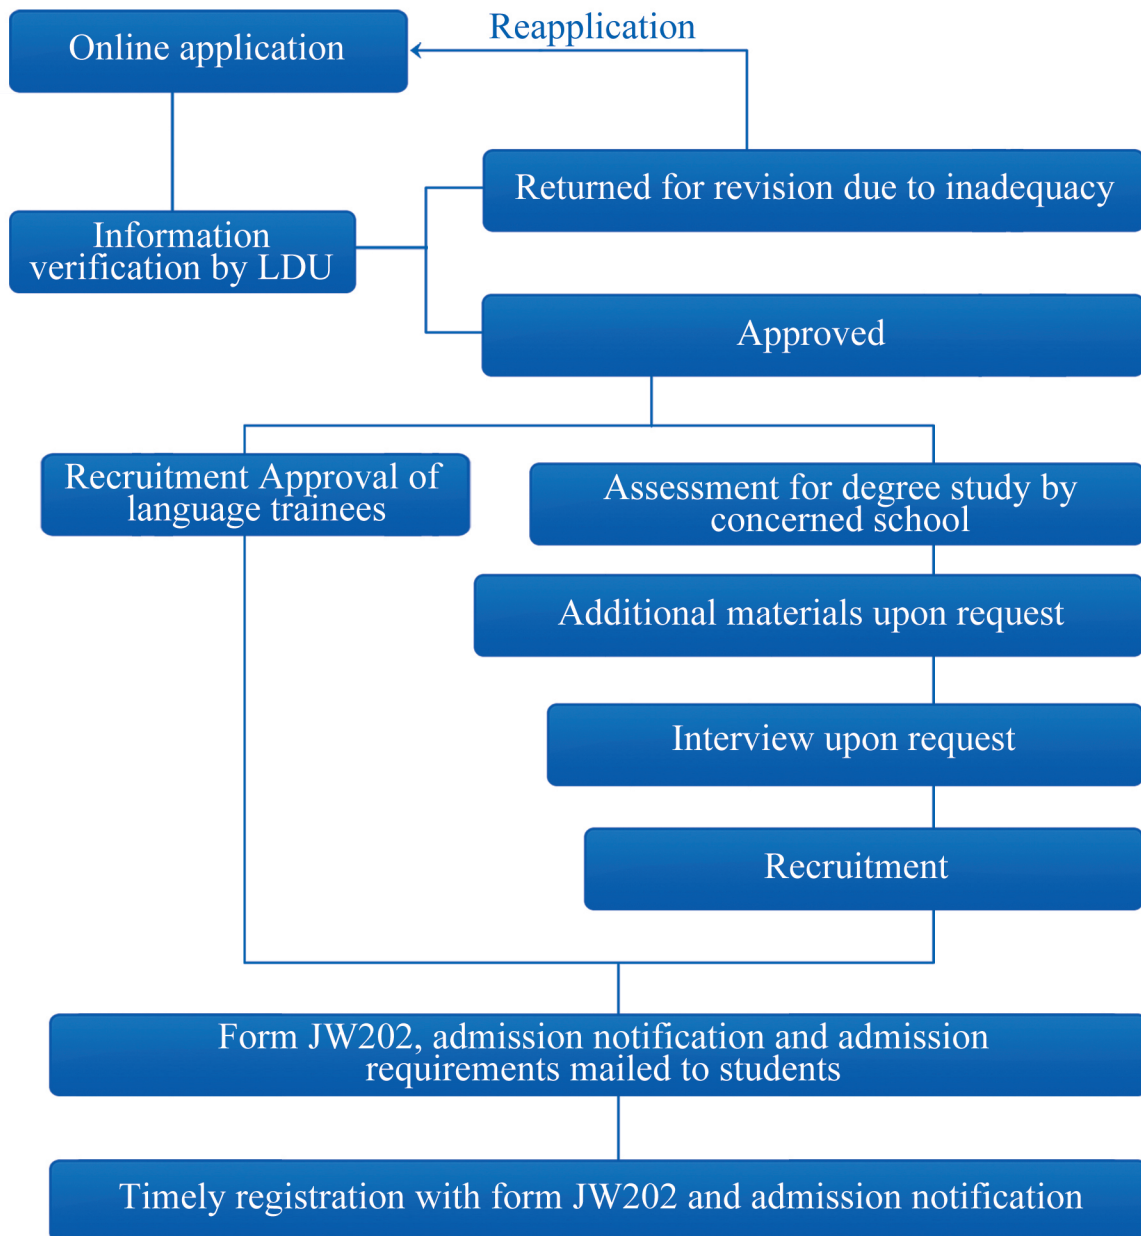 Online application
Reapplication
Returned for revision due to inadequacy
Information
verification by LDU
Approved
Recruitment Approval of
language trainees
Assessment for degree study by
concerned school
Additional materials upon request
Interview upon request
Recruitment
Form JW202, admission notification and admission
requirements mailed to students
Timely registration with form JW202 and admission notification